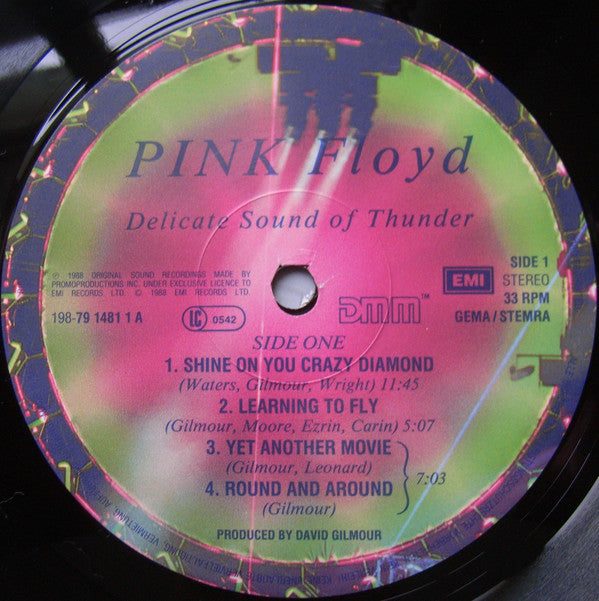 PINK Floyd
Delicate Sound of Thunder
℗ 1988 ORIGINAL SOUND RECORDINGS MADE BY
PROMOPRODUCTIONS INC. UNDER EXCLUSIVE LICENCE TO
EMI RECORDS. LTD. © 1988 EMI RECORDS LTD.
198-79 1481 1 A
LC 0542
DMM™
EMI
SIDE 1
STEREO
33 RPM
GEMA/STEMRA
SIDE ONE
1. SHINE ON YOU CRAZY DIAMOND
(Waters, Gilmour, Wright) 11:45
2. LEARNING TO FLY
(Gilmour, Moore, Ezrin, Carin) 5:07
3. YET ANOTHER MOVIE
(Gilmour, Leonard)
4. ROUND AND AROUND
(Gilmour)
7:03
PRODUCED BY DAVID GILMOUR